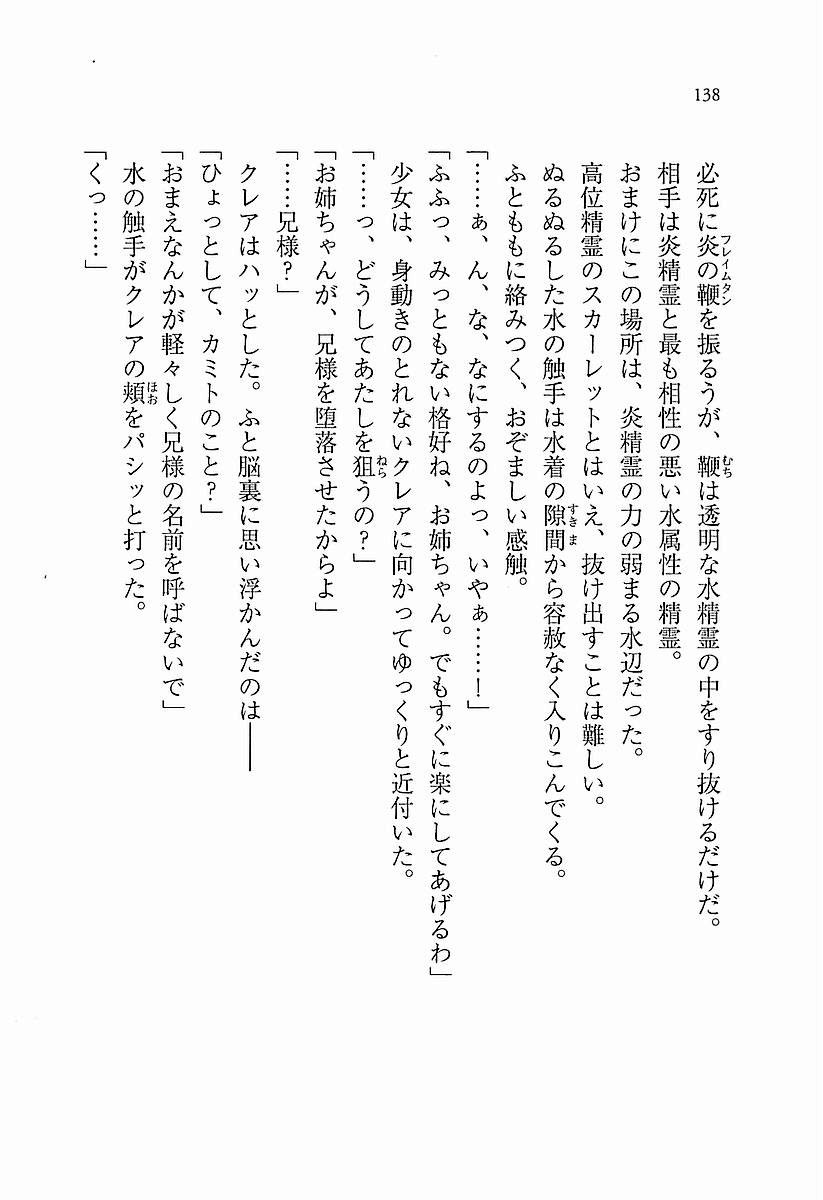 138
必死に炎の鞭を振るうが、鞭は透明な水精霊の中をすり抜けるだけだ。
相手は炎精霊と最も相性の悪い水属性の精霊。
おまけにこの場所は、炎精霊の力の弱まる水辺だった。
高位精霊のスカーレットとはいえ、抜け出すことは難しい。
ぬるぬるした水の触手は水着の隙間から容赦なく入りこんでくる。
ふとももに絡みつく、おぞましい感触。
「……ぁ、ん、な、なにするのよっ、いやぁ……！」
「ふふっ、みっともない格好ね、お姉ちゃん。でもすぐに楽にしてあげるわ」
少女は、身動きのとれないクレアに向かってゆっくりと近付いた。
「……っ、どうしてあたしを狙うの？」
「お姉ちゃんが、兄様を堕落させたからよ」
「……兄様？」
クレアはハッとした。ふと脳裏に思い浮かんだのは――
「ひょっとして、カミトのこと？」
「おまえなんかが軽々しく兄様の名前を呼ばないで」
水の触手がクレアの頬をパシッと打った。
「くっ……」
フレイムタン
むち
すきま
ねら
ほお